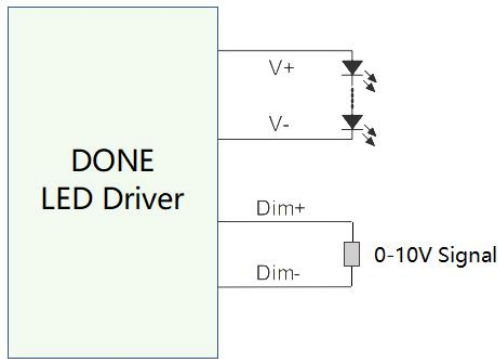 V+
V-
DONE
LED Driver
Dim+
0-10V Signal
Dim-